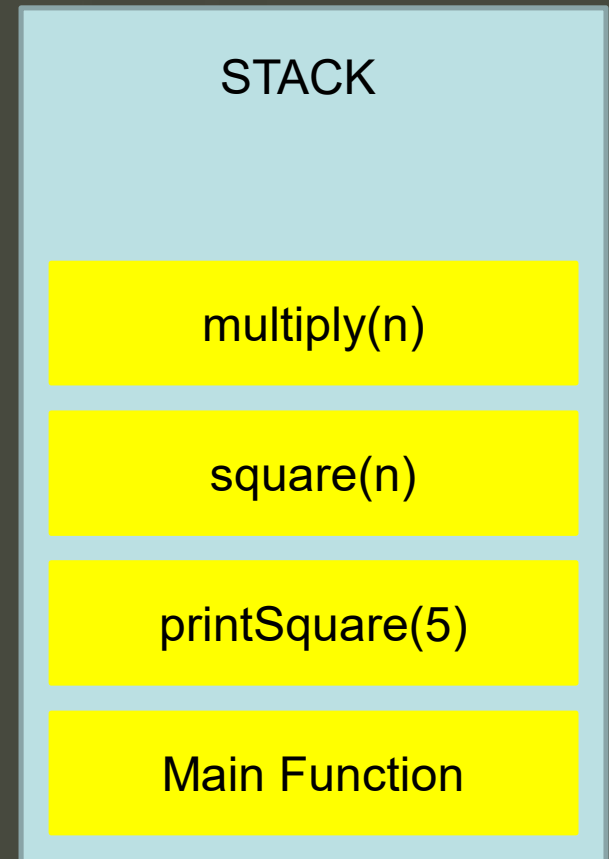 STACK
multiply(n)
square(n)
printSquare(5)
Main Function